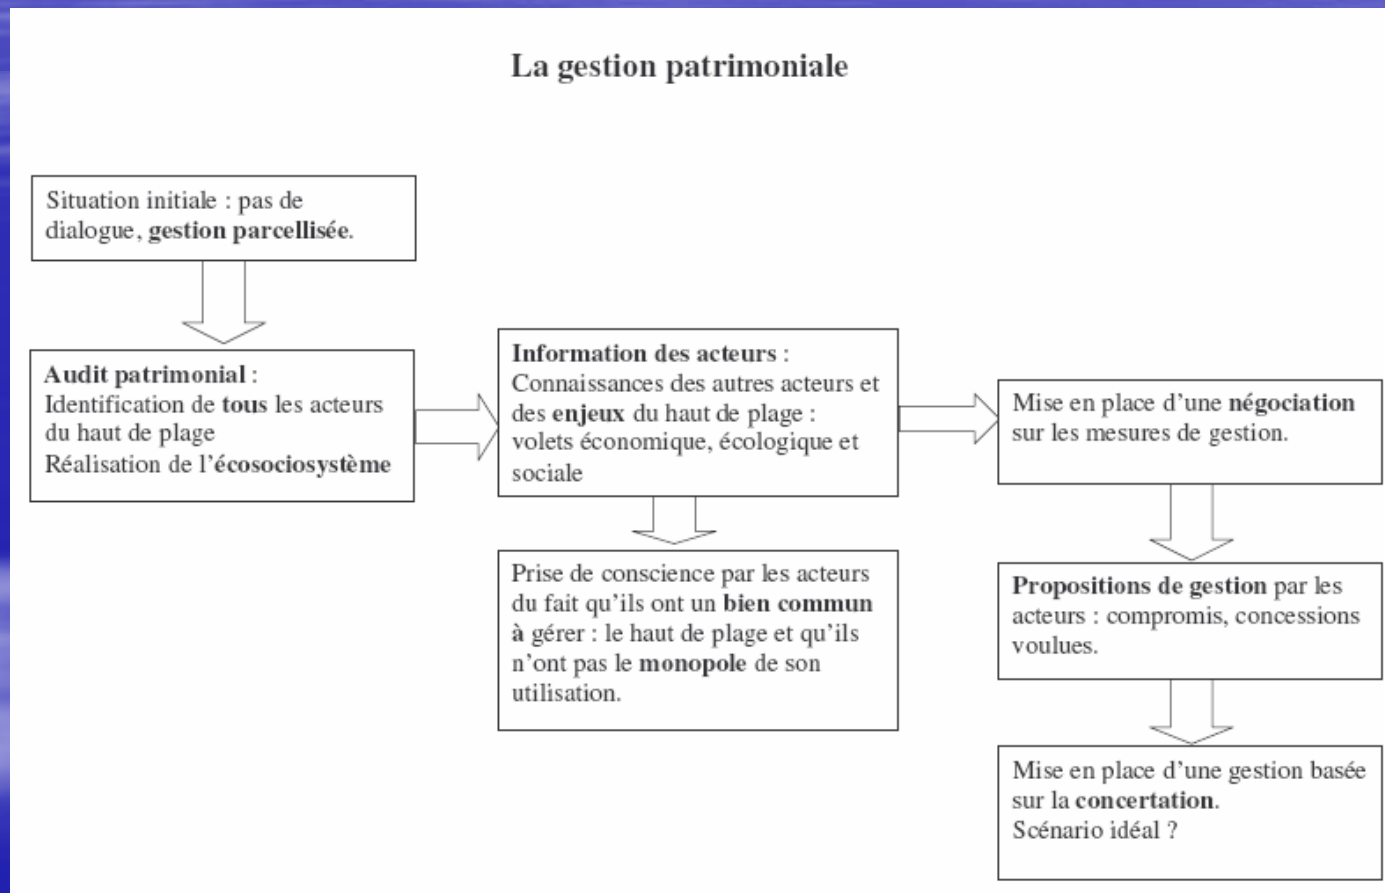 La gestion patrimoniale
Situation initiale : pas de
dialogue, gestion parcellisée.
Audit patrimonial :
Identification de tous les acteurs
du haut de plage
Réalisation de l'écosociosystème
Information des acteurs :
Connaissances des autres acteurs et
des enjeux du haut de plage :
volets économique, écologique et
sociale
Prise de conscience par les acteurs
du fait qu'ils ont un bien commun
à gérer : le haut de plage et qu'ils
n'ont pas le monopole de son
utilisation.
Mise en place d'une négociation
sur les mesures de gestion.
Propositions de gestion par les
acteurs : compromis, concessions
voulues.
Mise en place d'une gestion basée
sur la concertation.
Scénario idéal ?